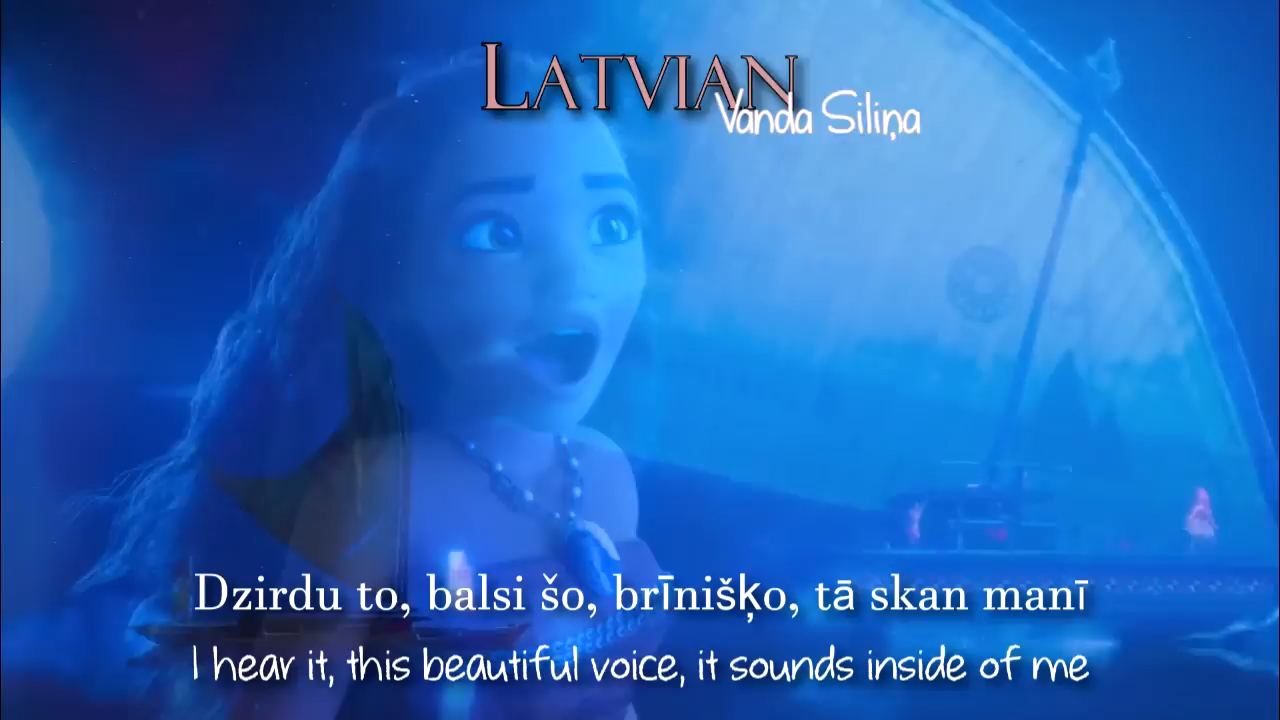 LATVIAN
Vanda Siliņa
Dzirdu to, balsi šo, brīnišķo, tā skan manī
I hear it, this beautiful voice, it sounds inside of me